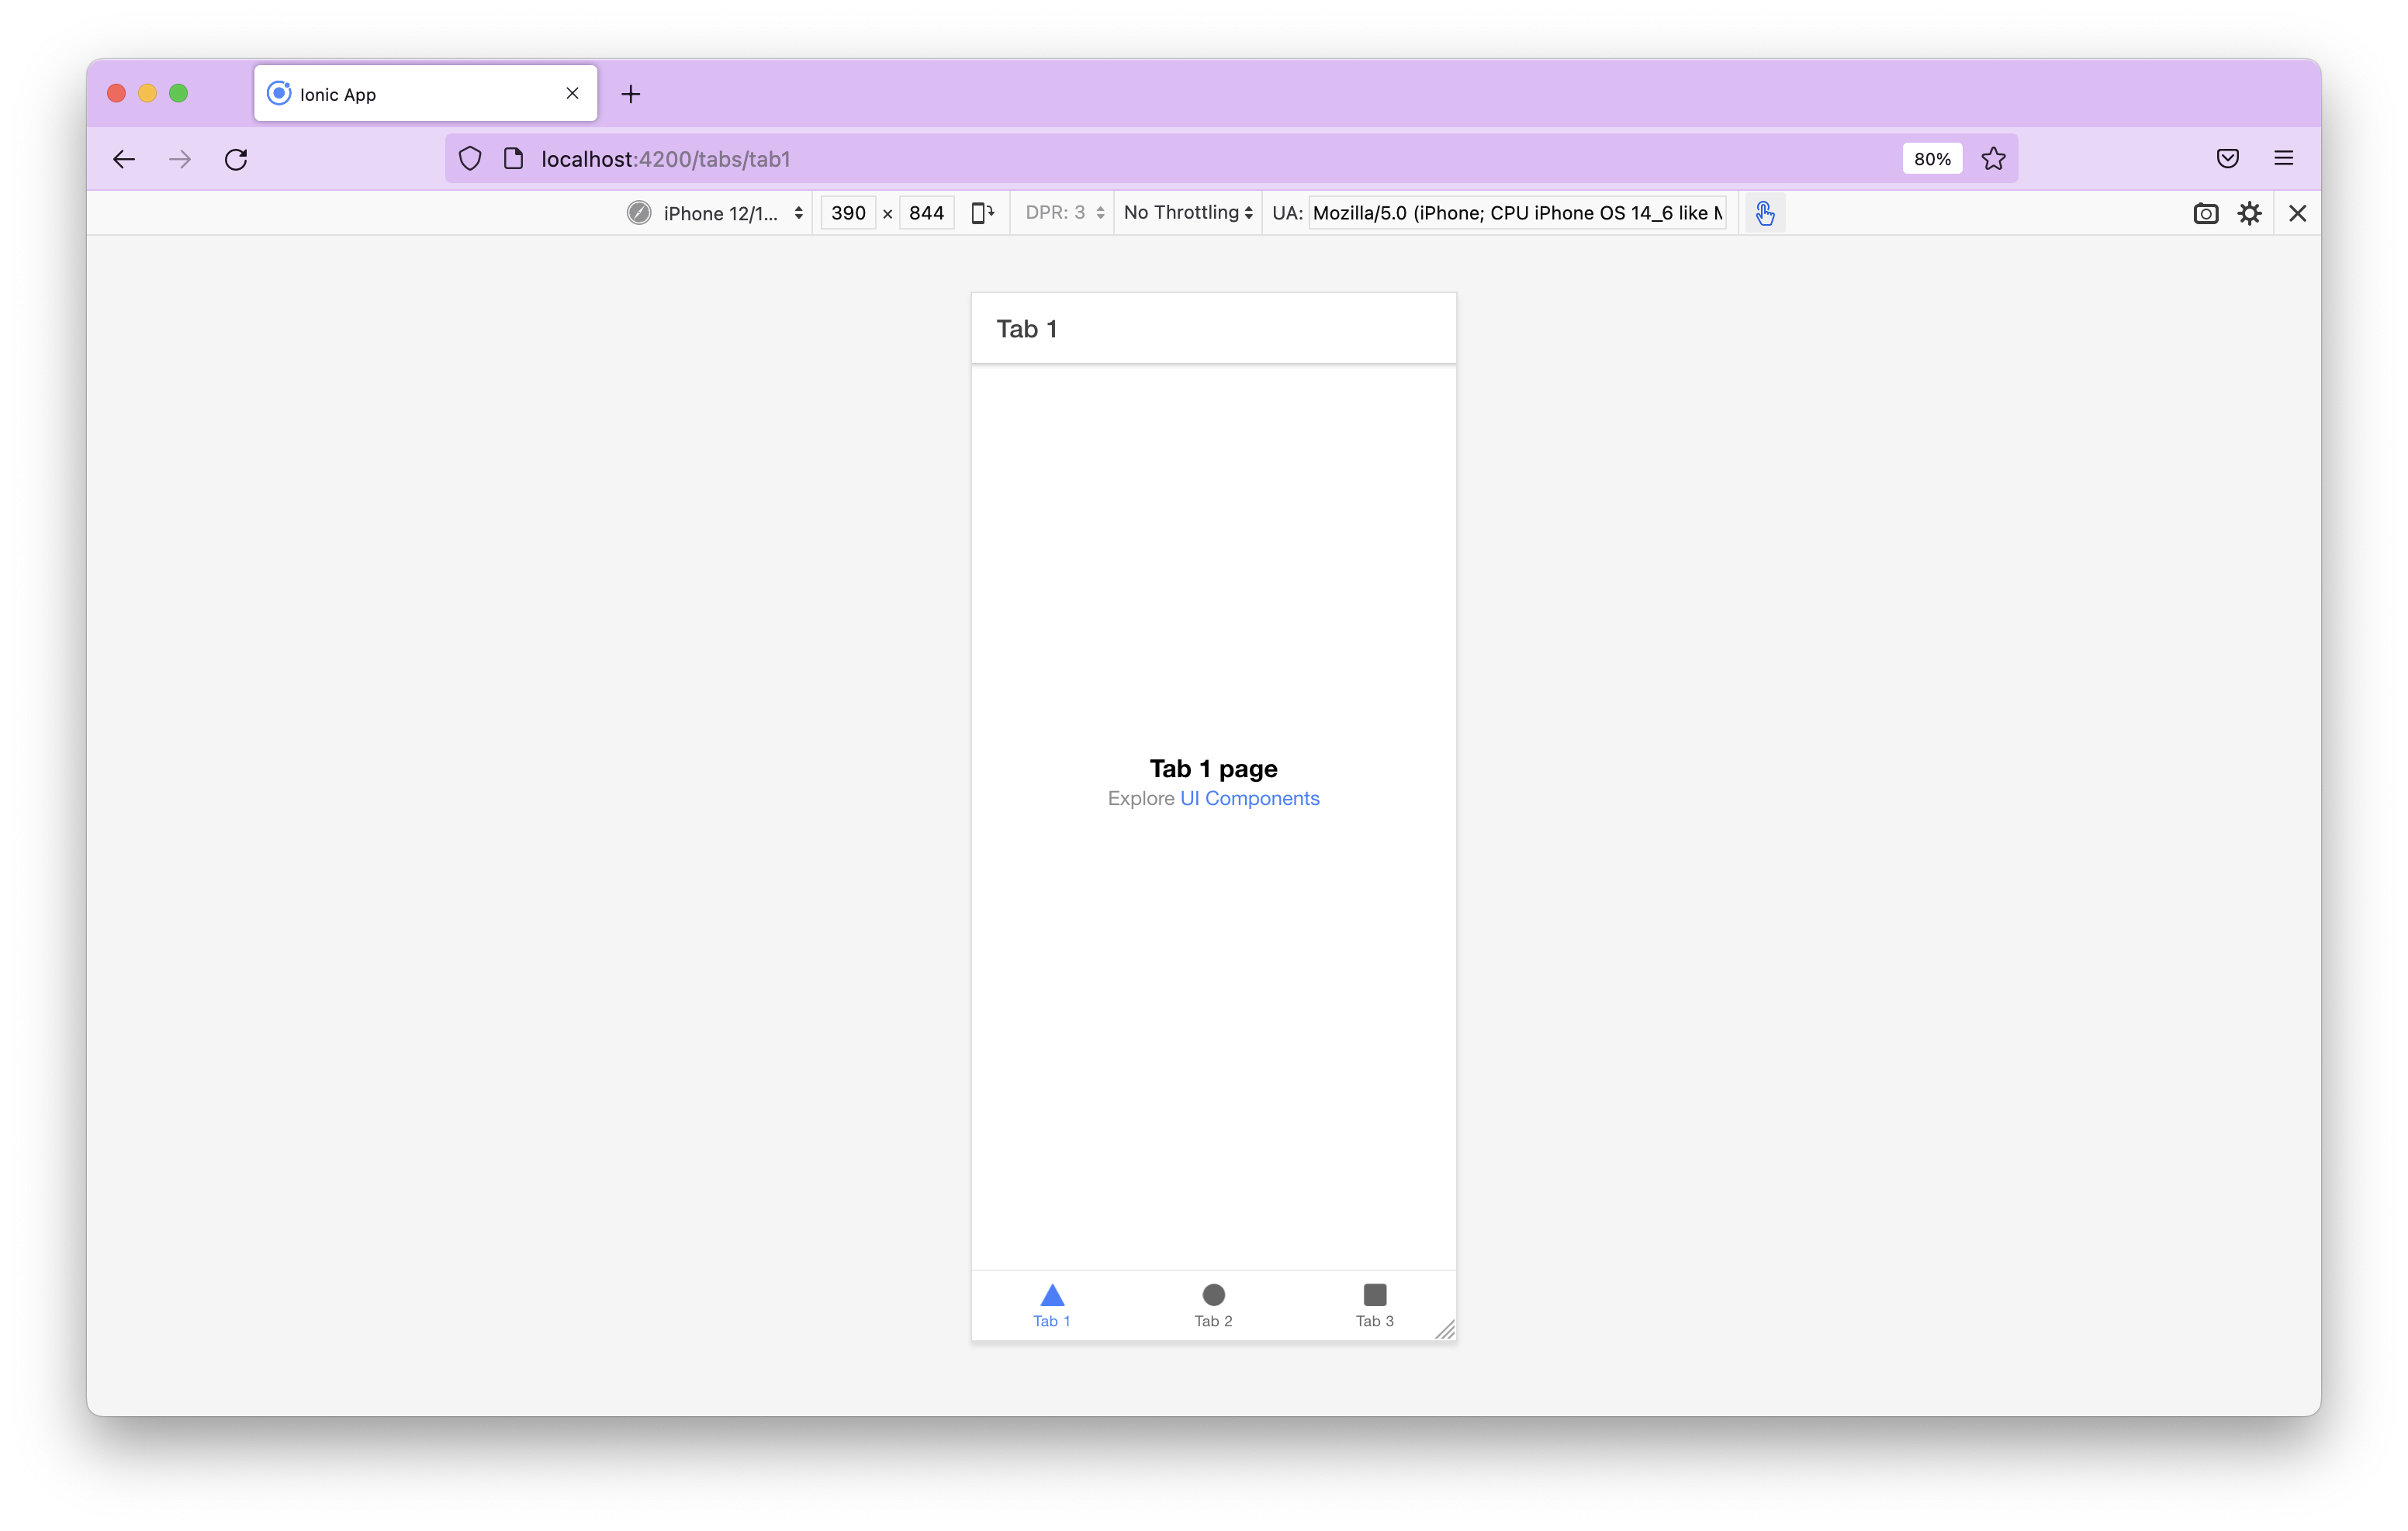 Ionic App
localhost:4200/tabs/tab1
80%
iPhone 12/1... 390 × 844 DPR: 3 No Throttling UA: Mozilla/5.0 (iPhone; CPU iPhone OS 14_6 like
Tab 1
Tab 1 page
Explore UI Components
Tab 1 Tab 2 Tab 3